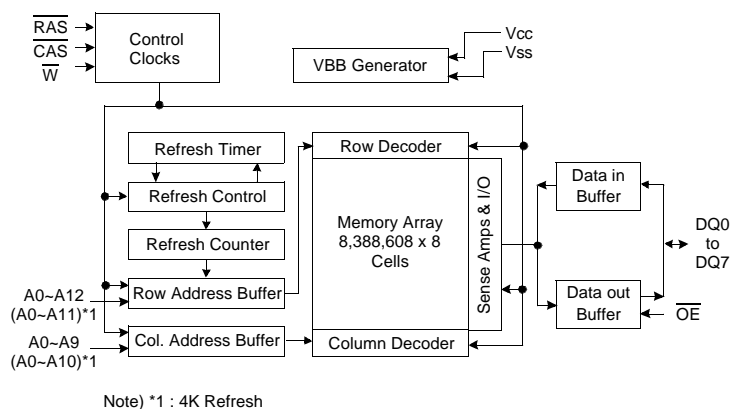 RAS
CAS
W
Control
Clocks
VBB Generator
Vcc
Vss
Refresh Timer
Refresh Control
Refresh Counter
Row Address Buffer
Col. Address Buffer
A0~A12
(A0~A11)*1
A0~A9
(A0~A10)*1
Row Decoder
Memory Array
8,388,608 x 8
Cells
Column Decoder
Sense Amps & I/O
Data in
Buffer
Data out
Buffer
DQ0
to
DQ7
OE
Note) *1 : 4K Refresh